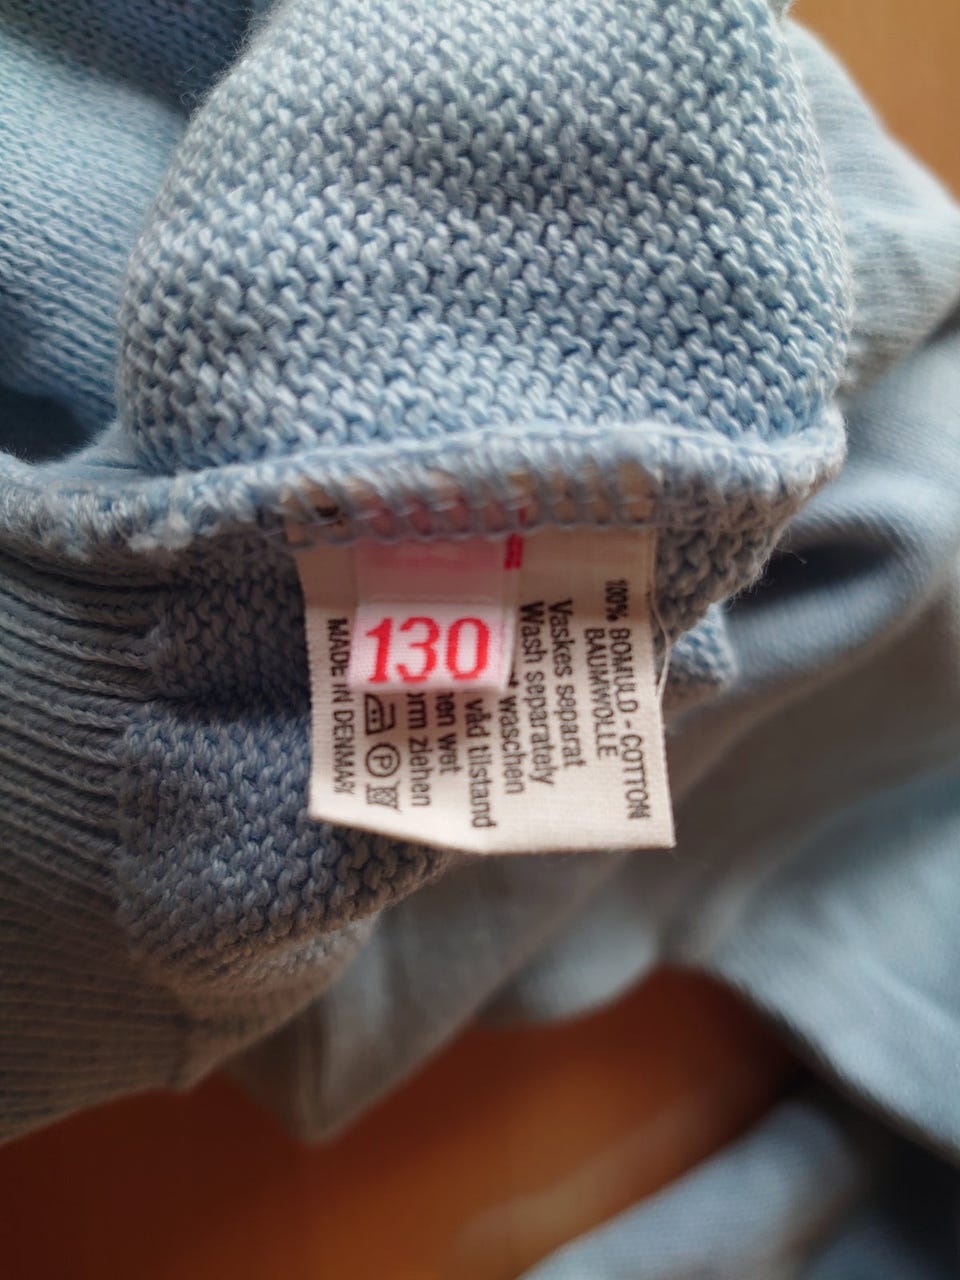 130
100% BOMULD - COTTON
BAUMWOLLE
Vaskes separat
Wash separately
waschen
våd tilstand
wet
ziehen
P
MADE IN DENMARK